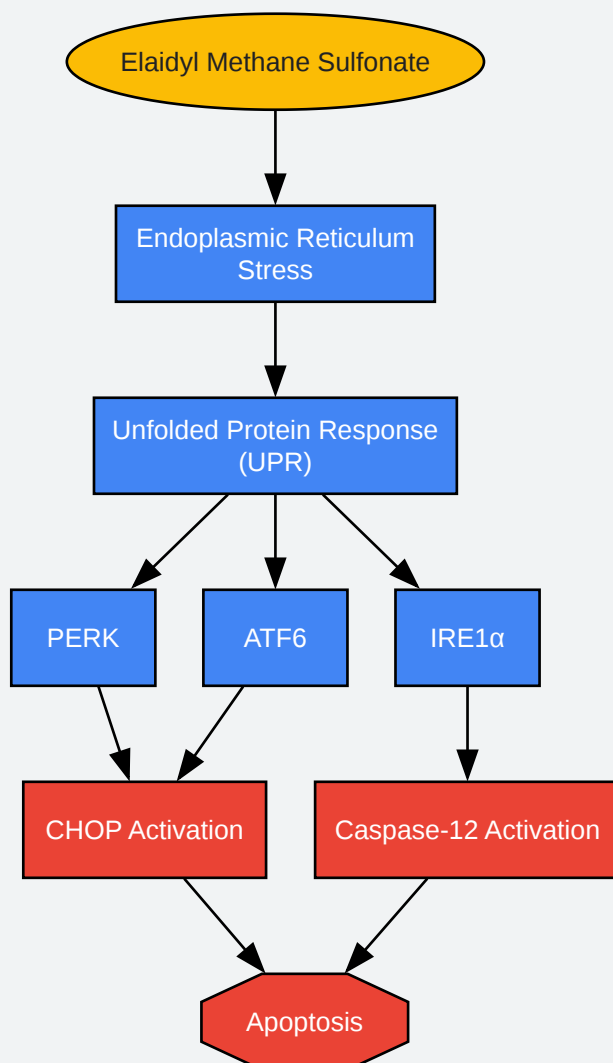 Elaidyl Methane Sulfonate
Endoplasmic Reticulum
Stress
Unfolded Protein Response
(UPR)
PERK
ATF6
IRE1α
CHOP Activation
Caspase-12 Activation
Apoptosis